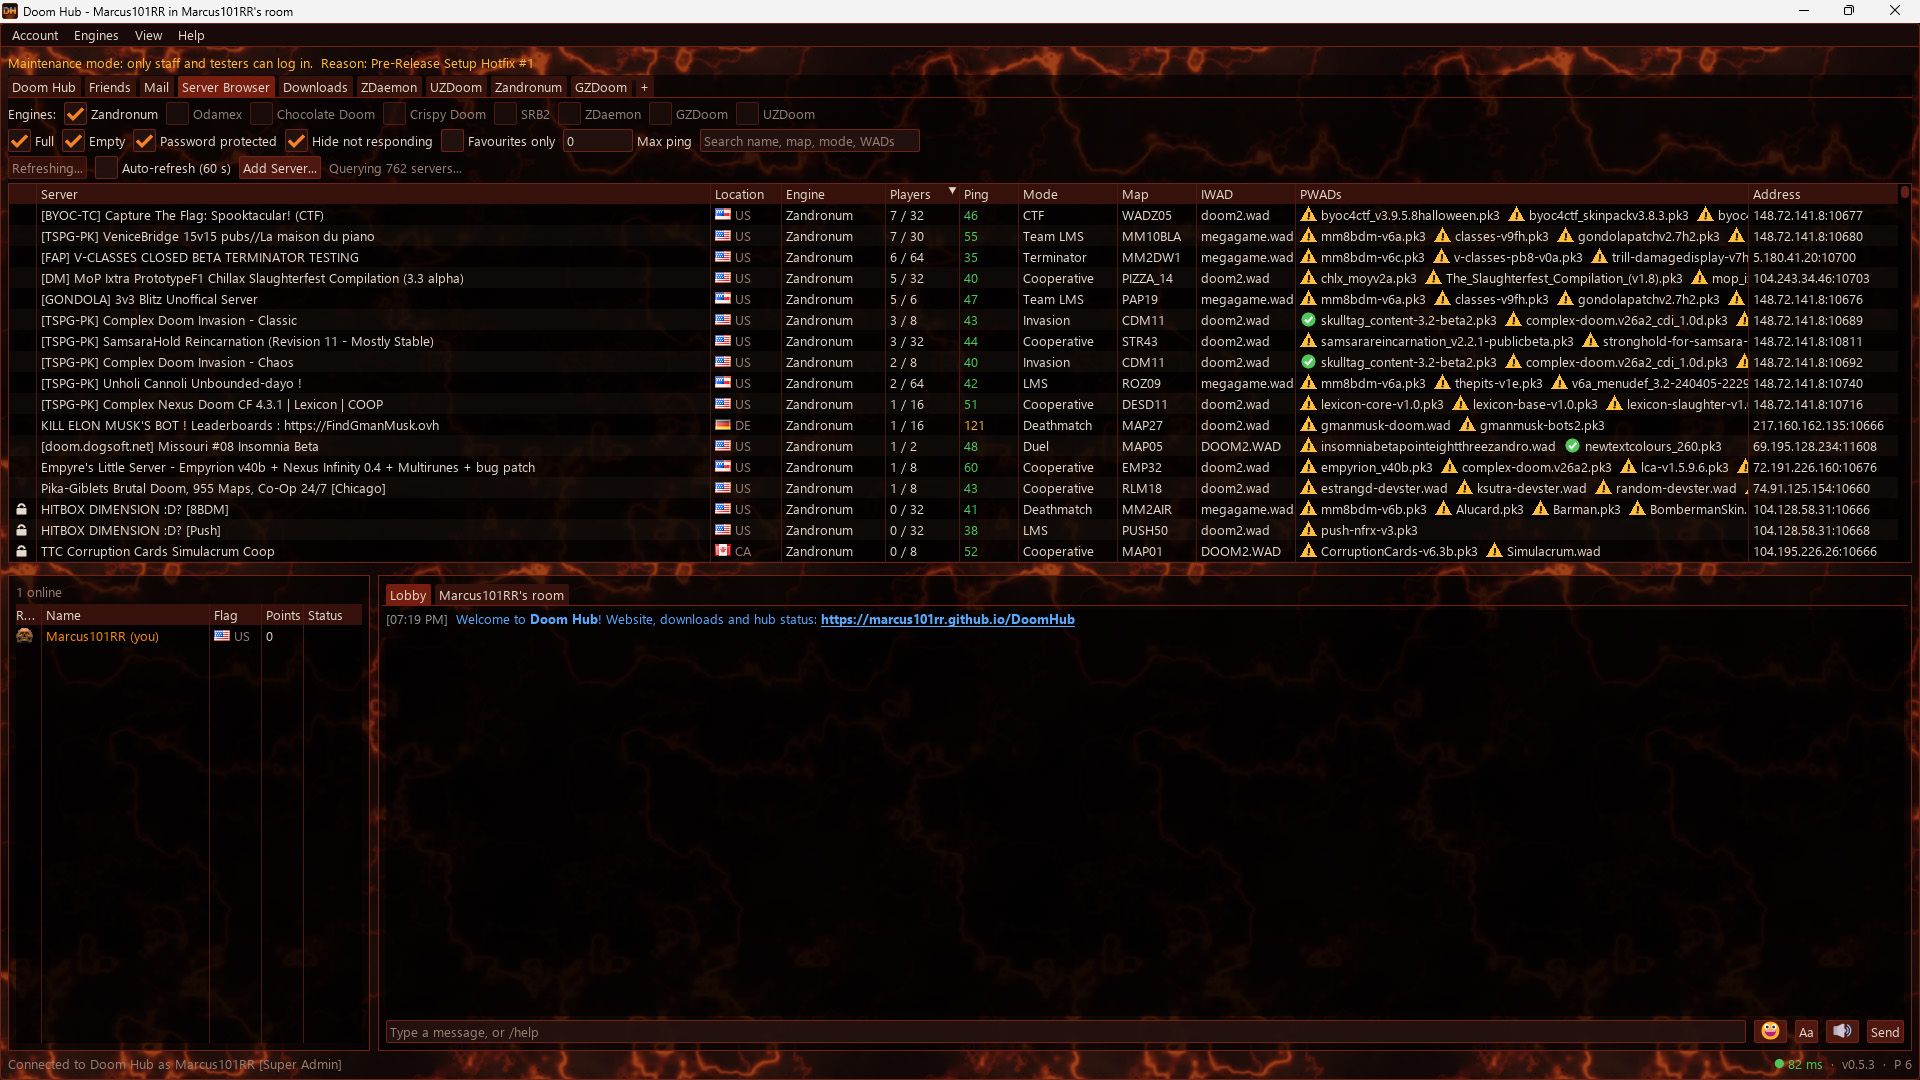 Doom Hub - Marcus101RR in Marcus101RR's room
Account Engines View Help
Maintenance mode: only staff and testers can log in. Reason: Pre-Release Setup Hotfix #1
Doom Hub Friends Mail Server Browser Downloads ZDaemon UZDoom Zandronum GZDoom +
Engines: Zandronum Odamex Chocolate Doom Crispy Doom SRB2 ZDaemon GZDoom UZDoom
Full Empty Password protected Hide not responding Favourites only 0 Max ping Search name, map, mode, WADs
Refreshing... Auto-refresh (60 s) Add Server... Querying 762 servers...
Server Location Engine Players Ping Mode Map IWAD PWADs Address
[BYOC-TC] Capture The Flag: Spooktacular! (CTF) US Zandronum 7 / 32 46 CTF WADZ05 doom2.wad byoc4ctf_v3.9.5.8halloween.pk3 byoc4ctf_skinpackv3.8.3.pk3 byoc4 148.72.141.8:10677
[TSPG-PK] VeniceBridge 15v15 pubs//La maison du piano US Zandronum 7 / 30 55 Team LMS MM10BLA megagame.wad mm8bdm-v6a.pk3 classes-v9fh.pk3 gondolapatchv2.7h2.pk3 148.72.141.8:10680
[FAP] V-CLASSES CLOSED BETA TERMINATOR TESTING US Zandronum 6 / 64 35 Terminator MM2DW1 megagame.wad mm8bdm-v6c.pk3 v-classes-pb8-v0a.pk3 trill-damagedisplay-v7h 5.180.41.20:10700
[DM] MoP Ixtra PrototypeF1 Chillax Slaughterfest Compilation (3.3 alpha) US Zandronum 5 / 32 40 Cooperative PIZZA_14 doom2.wad chlx_moyv2a.pk3 The_Slaughterfest_Compilation_(v1.8).pk3 mop_i 104.243.34.46:10703
[GONDOLA] 3v3 Blitz Unoffical Server US Zandronum 5 / 6 47 Team LMS PAP19 megagame.wad mm8bdm-v6a.pk3 classes-v9fh.pk3 gondolapatchv2.7h2.pk3 148.72.141.8:10676
[TSPG-PK] Complex Doom Invasion - Classic US Zandronum 3 / 8 43 Invasion CDM11 doom2.wad skulltag_content-3.2-beta2.pk3 complex-doom.v26a2_cdi_1.0d.pk3 148.72.141.8:10689
[TSPG-PK] SamsaraHold Reincarnation (Revision 11 - Mostly Stable) US Zandronum 3 / 32 44 Cooperative STR43 doom2.wad samsarareincarnation_v2.2.1-publicbeta.pk3 stronghold-for-samsara- 148.72.141.8:10811
[TSPG-PK] Complex Doom Invasion - Chaos US Zandronum 2 / 8 40 Invasion CDM11 doom2.wad skulltag_content-3.2-beta2.pk3 complex-doom.v26a2_cdi_1.0d.pk3 148.72.141.8:10692
[TSPG-PK] Unholi Cannoli Unbounded-dayo ! US Zandronum 2 / 64 42 LMS ROZ09 megagame.wad mm8bdm-v6a.pk3 thepits-v1e.pk3 v6a_menudef_3.2-240405-2229 148.72.141.8:10740
[TSPG-PK] Complex Nexus Doom CF 4.3.1 | Lexicon | COOP US Zandronum 1 / 16 51 Cooperative DESD11 doom2.wad lexicon-core-v1.0.pk3 lexicon-base-v1.0.pk3 lexicon-slaughter-v1. 148.72.141.8:10716
KILL ELON MUSK'S BOT ! Leaderboards : https://FindGmanMusk.ovh DE Zandronum 1 / 16 121 Deathmatch MAP27 doom2.wad gmanmusk-doom.wad gmanmusk-bots2.pk3 217.160.162.135:10666
[doom.dogsoft.net] Missouri #08 Insomnia Beta US Zandronum 1 / 2 48 Duel MAP05 DOOM2.WAD insomniabetapointeightthreezandro.wad newtextcolours_260.pk3 69.195.128.234:11608
Empyre's Little Server - Empyrion v40b + Nexus Infinity 0.4 + Multirunes + bug patch US Zandronum 1 / 8 60 Cooperative EMP32 doom2.wad empyrion_v40b.pk3 complex-doom.v26a2.pk3 lca-v1.5.9.6.pk3 72.191.226.160:10676
Pika-Giblets Brutal Doom, 955 Maps, Co-Op 24/7 [Chicago] US Zandronum 1 / 8 43 Cooperative RLM18 doom2.wad estrangd-devster.wad ksutra-devster.wad random-devster.wad 74.91.125.154:10660
HITBOX DIMENSION :D? [8BDM] US Zandronum 0 / 32 41 Deathmatch MM2AIR megagame.wad mm8bdm-v6b.pk3 Alucard.pk3 Barman.pk3 BombermanSkin. 104.128.58.31:10666
HITBOX DIMENSION :D? [Push] US Zandronum 0 / 32 38 LMS PUSH50 doom2.wad push-nfrx-v3.pk3 104.128.58.31:10668
TTC Corruption Cards Simulacrum Coop CA Zandronum 0 / 8 52 Cooperative MAP01 DOOM2.WAD CorruptionCards-v6.3b.pk3 Simulacrum.wad 104.195.226.26:10666
1 online
R... Name Flag Points Status
Marcus101RR (you) US 0
Lobby Marcus101RR's room
[07:19 PM] Welcome to Doom Hub! Website, downloads and hub status: https://marcus101rr.github.io/DoomHub
Type a message, or /help Aa Send
Connected to Doom Hub as Marcus101RR [Super Admin] 82 ms · v0.5.3 · P 6